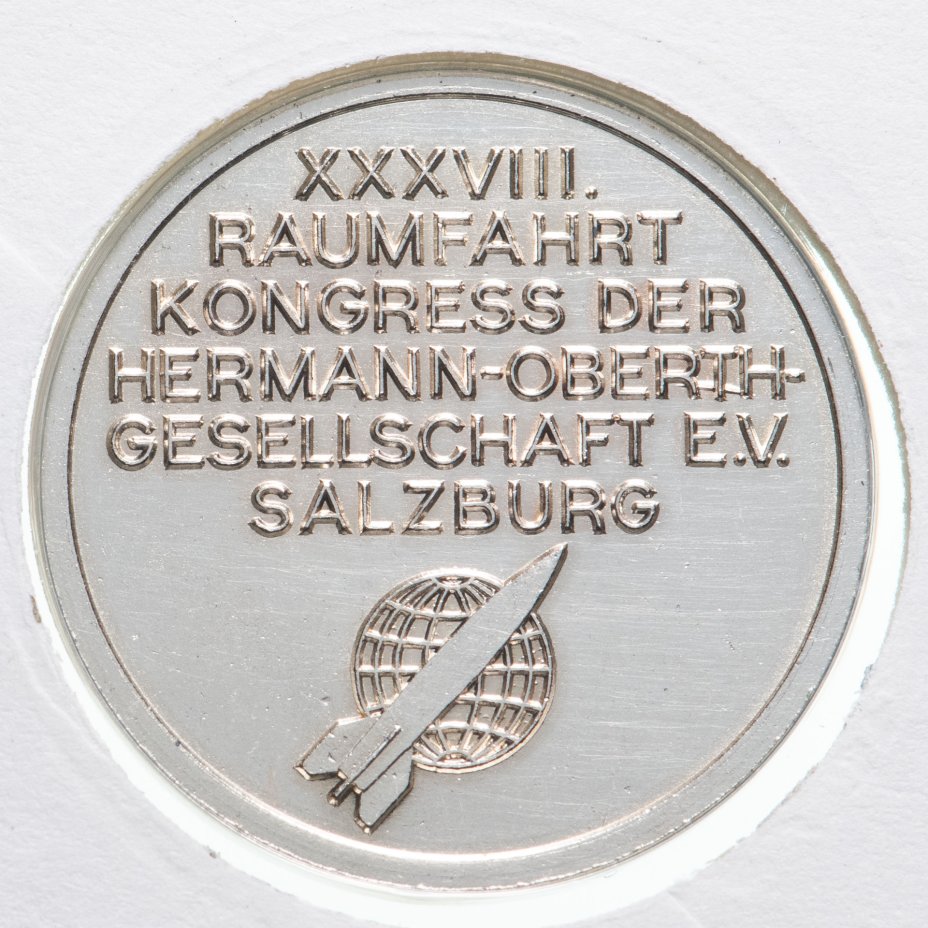 XXXVIII.
RAUMFAHRT
KONGRESS DER
HERMANN-OBERTH-
GESELLSCHAFT E.V.
SALZBURG